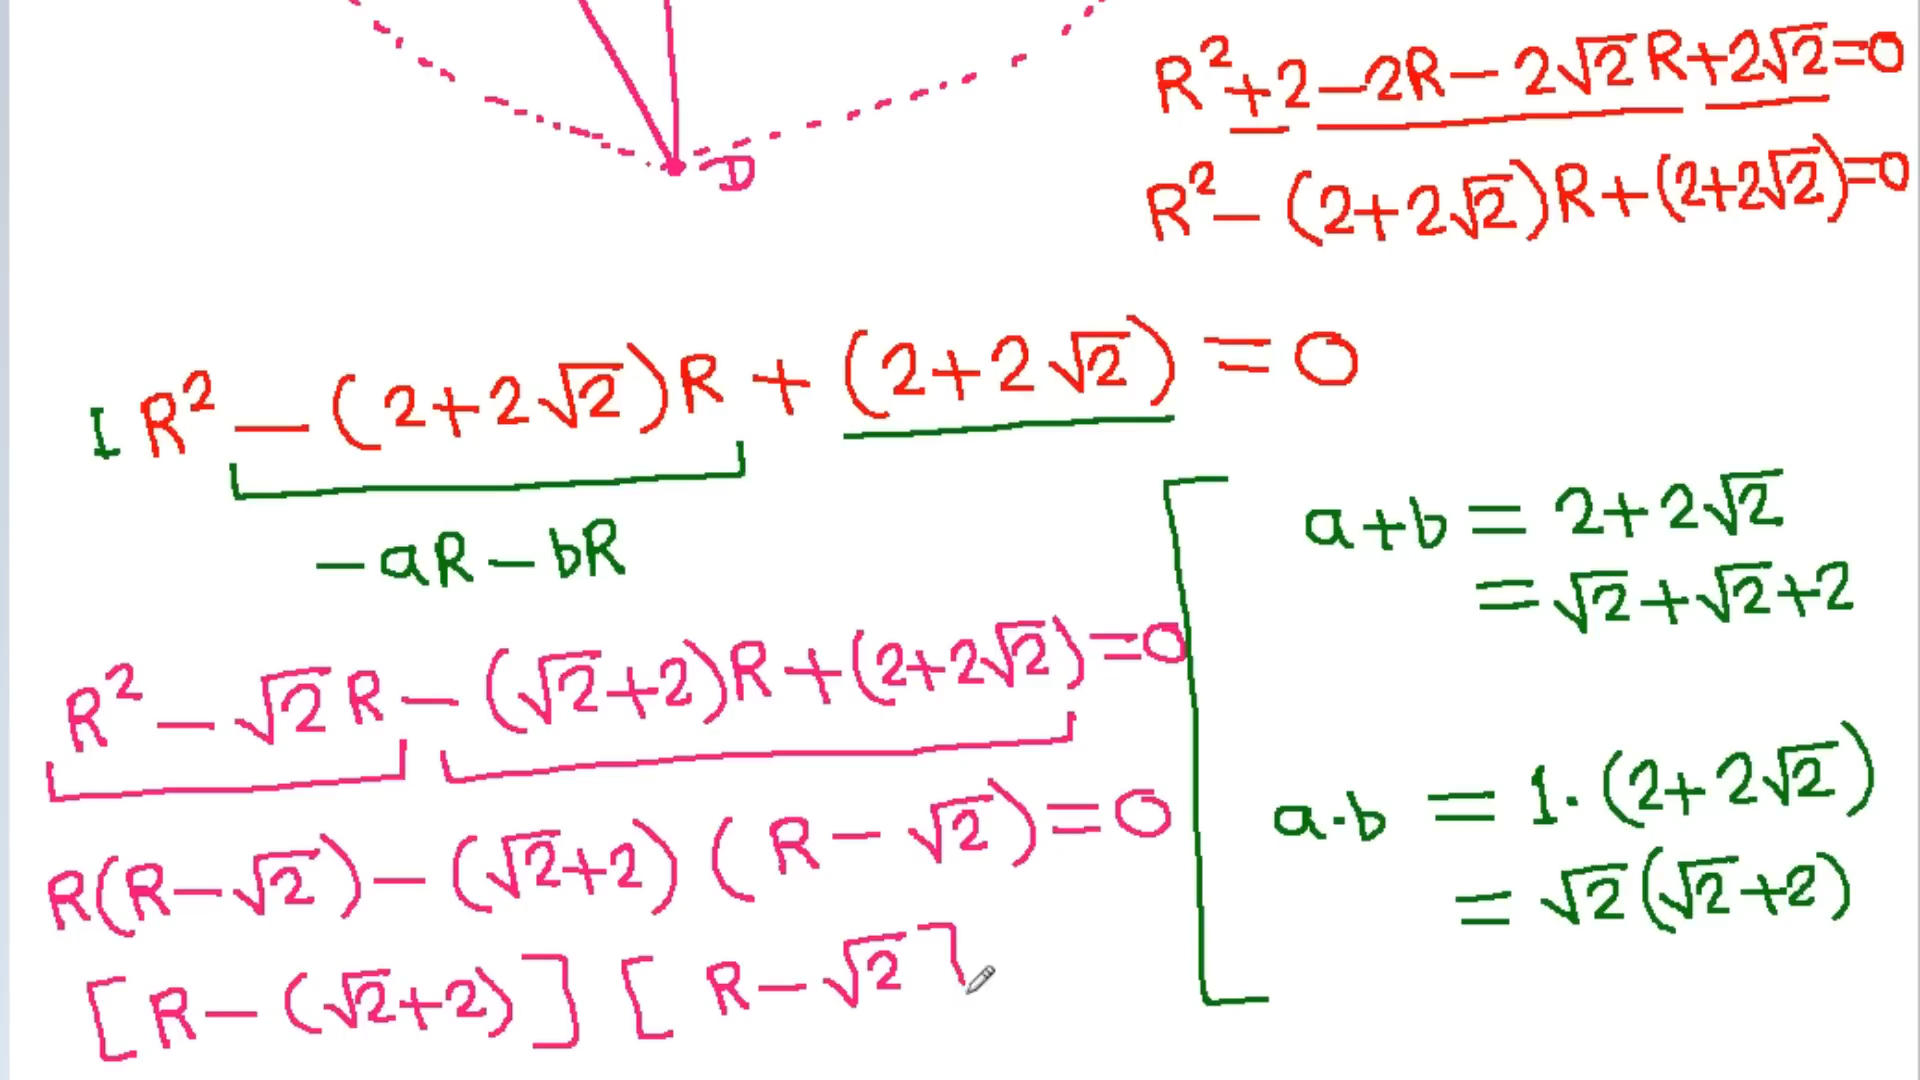 R²+2-2R-2√2R+2√2=0
R²-(2+2√2)R+(2+2√2)=0
D
1R²-(2+2√2)R+(2+2√2)=0
-aR-bR
R²-√2R-(√2+2)R+(2+2√2)=0
R(R-√2)-(√2+2)(R-√2)=0
[R-(√2+2)][R-√2]
a+b=2+2√2
=√2+√2+2
a·b=1·(2+2√2)
=√2(√2+2)